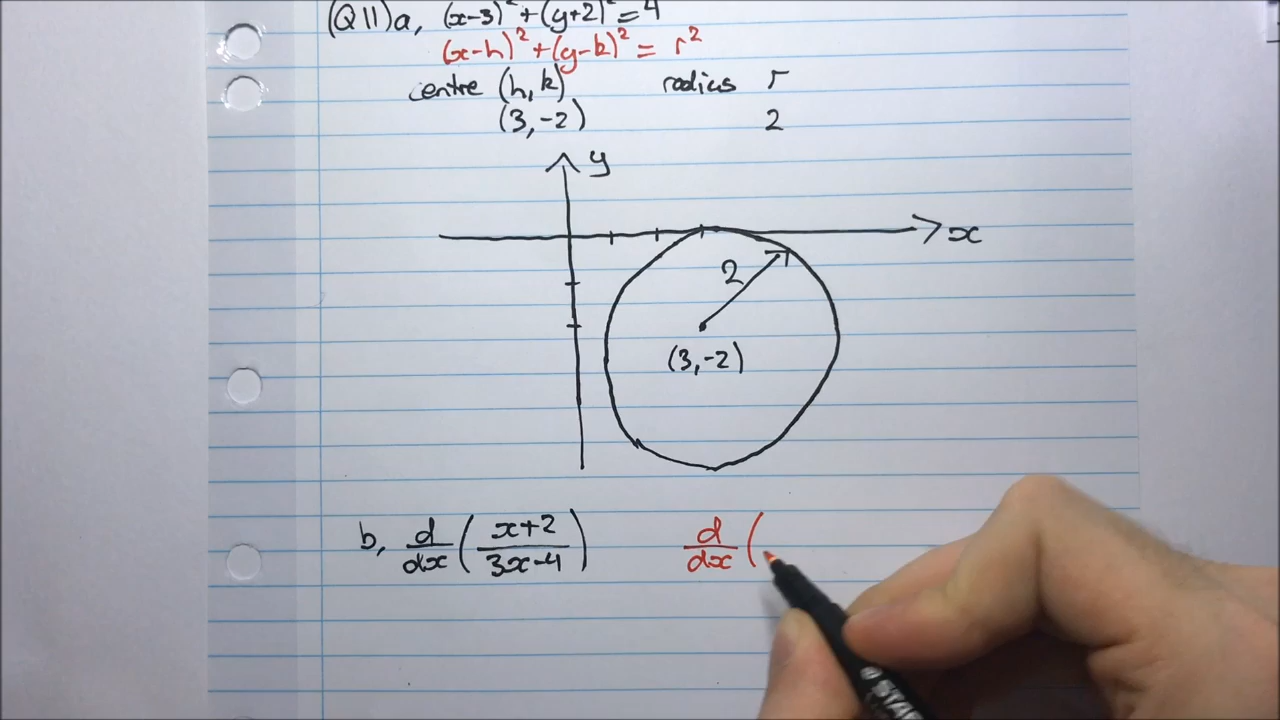 (Q11)a, (x-3)²+(y+2)²=4
(x-h)²+(y-k)²= r²
centre (h,k) radius r
(3,-2) 2
y
x
2
(3,-2)
b, d/dx ( x+2 / 3x-4 ) d/dx (